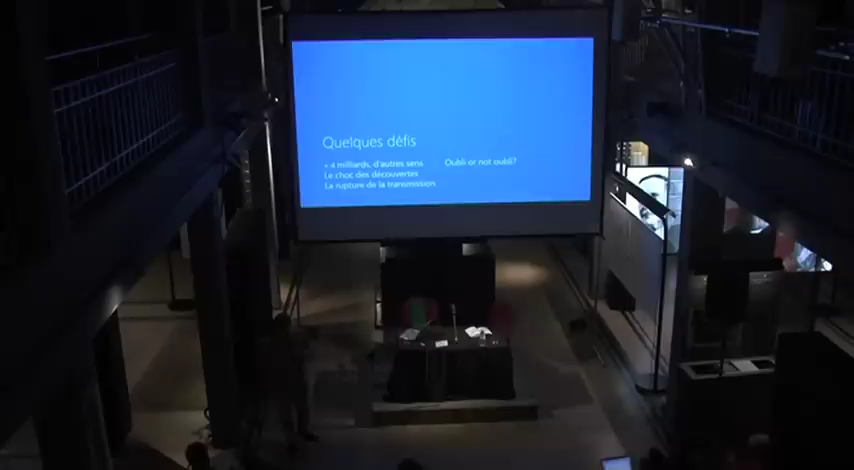 Quelques défis
+ 4 milliards, d'autres sens
Le choc des découvertes
La rupture de la transmission
Oubli or not oubli?